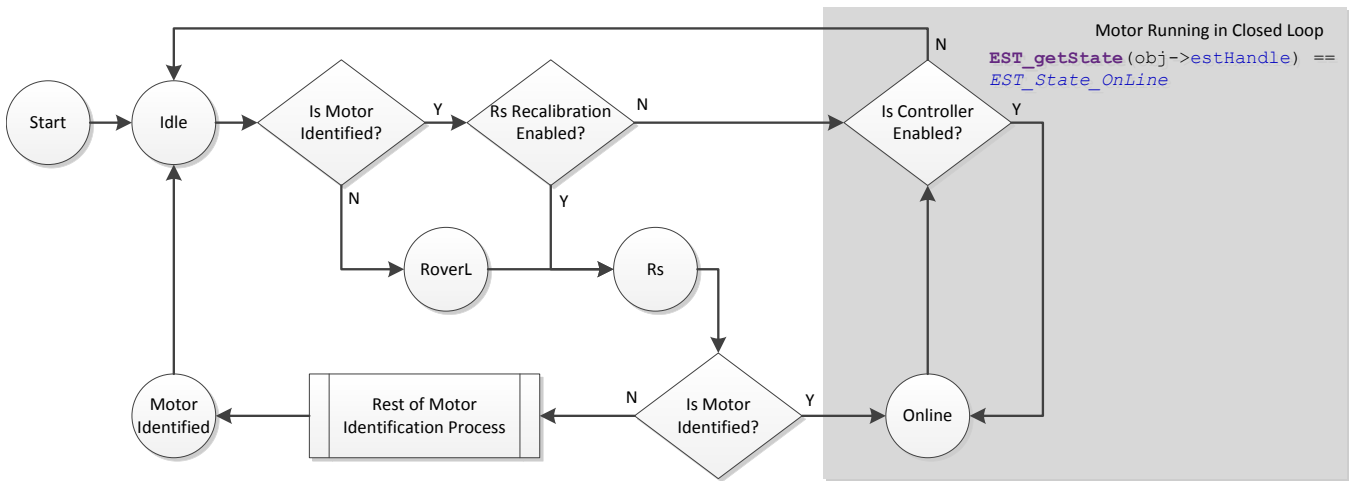 Motor Running in Closed Loop
EST_getState(obj->estHandle) ==
EST_State_OnLine
N
Start
Idle
Is Motor
Identified?
Y
Rs Recalibration
Enabled?
N
Is Controller
Enabled?
Y
N
Y
RoverL
Rs
Motor
Identified
Rest of Motor
Identification Process
N
Is Motor
Identified?
Y
Online